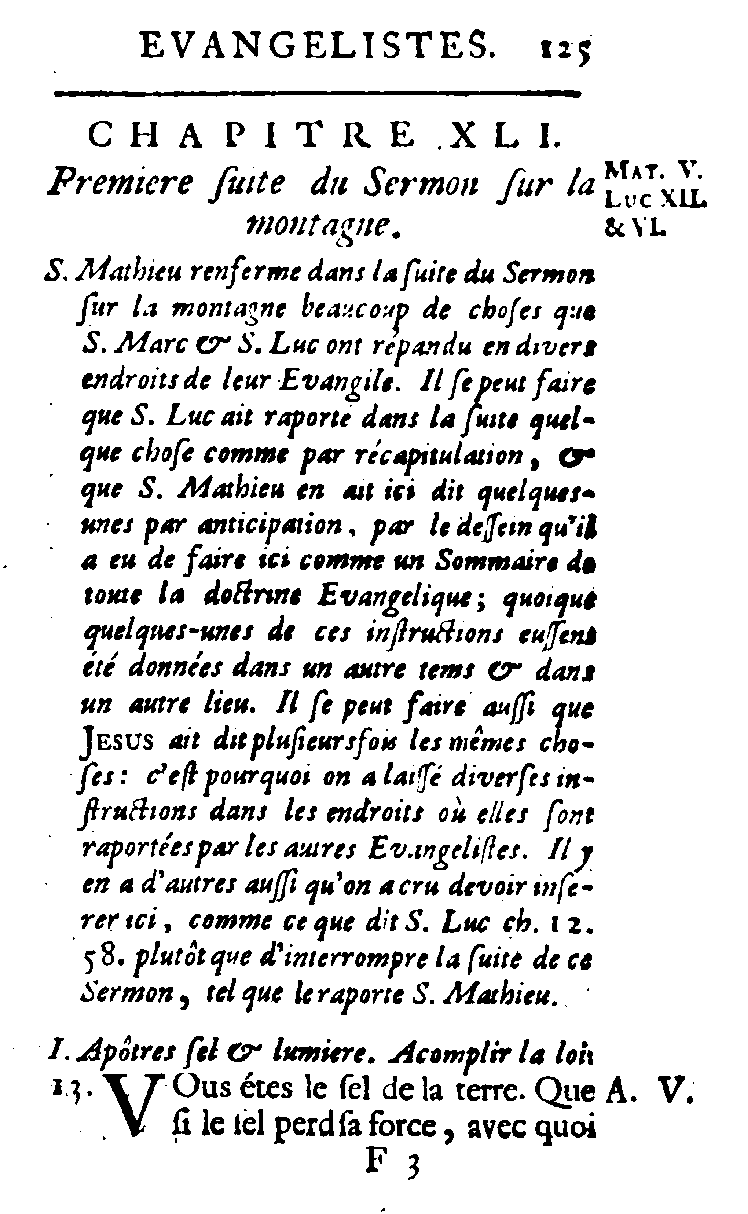 EVANGELISTES. 125
CHAPITRE XLI.
Premiere ſuite du Sermon ſur la
montagne.
MAT. V.
LUC XII.
& VI.
S. Mathieu renferme dans la ſuite du Sermon
ſur la montagne beaucoup de choſes que
S. Marc & S. Luc ont répandu en divers
endroits de leur Evangile. Il ſe peut faire
que S. Luc ait raporté dans la ſuite quel-
que choſe comme par récapitulation, &
que S. Mathieu en ait ici dit quelques-
unes par anticipation, par le deſſein qu'il
a eu de faire ici comme un Sommaire de
toute la doctrine Evangelique; quoique
quelques-unes de ces inſtructions euſſent
été données dans un autre tems & dans
un autre lieu. Il ſe peut faire auſſi que
JESUS ait dit pluſieurs fois les mêmes cho-
ſes: c'eſt pourquoi on a laiſſé diverſes in-
ſtructions dans les endroits où elles ſont
raportées par les autres Evangeliſtes. Il y
en a d'autres auſſi qu'on a cru devoir inſe-
rer ici, comme ce que dit S. Luc ch. 12.
58. plutôt que d'interrompre la ſuite de ce
Sermon, tel que le raporte S. Mathieu.
I. Apôtres ſel & lumiere. Acomplir la loi.
13. VOus étes le ſel de la terre. Que A. V.
ſi le ſel perd ſa force, avec quoi
F 3